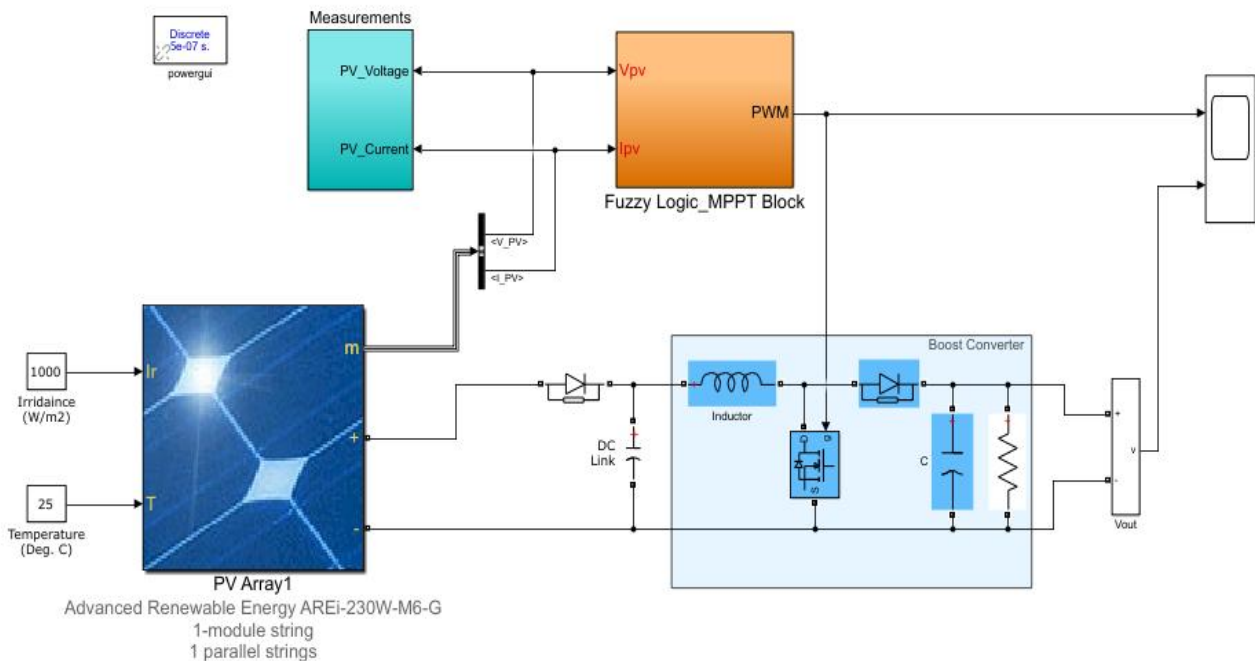 Measurements
Discrete
5e-07 s.
powergui
PV_Voltage
PV_Current
Vpv
Ipv
PWM
Fuzzy Logic_MPPT Block
<V_PV>
<I_PV>
1000
Irridaince
(W/m2)
25
Temperature
(Deg. C)
Ir
T
m
+
-
PV Array1
Advanced Renewable Energy AREi-230W-M6-G
1-module string
1 parallel strings
+
DC
Link
Boost Converter
+
Inductor
D
g
S
+
C
+
+
-
v
Vout